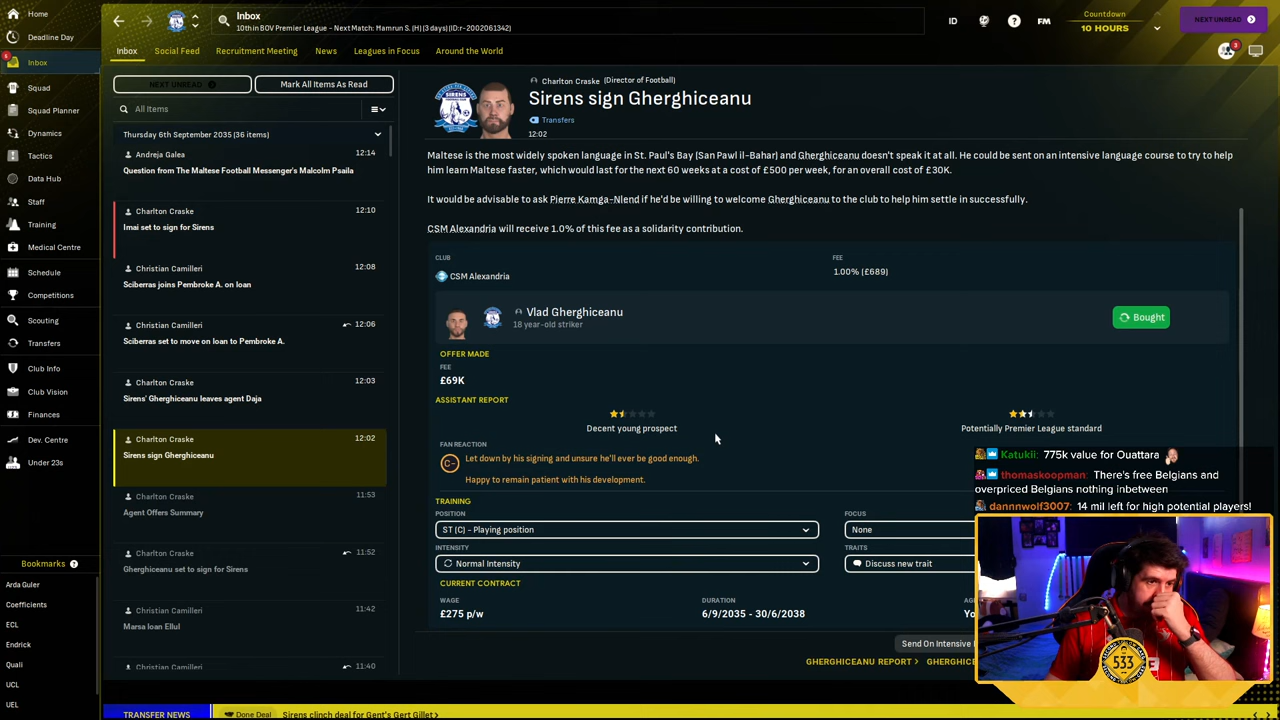 Home
Deadline Day
Inbox
Squad
Squad Planner
Dynamics
Tactics
Data Hub
Staff
Training
Medical Centre
Schedule
Competitions
Scouting
Transfers
Club Info
Club Vision
Finances
Dev. Centre
Under 23s
Bookmarks
Arda Guler
Coefficients
ECL
Endrick
Quali
UCL
UEL
Inbox
10th in BOV Premier League - Next Match: Mamrun S. (H) (3 days) (ID:r-2002061342)
ID
FM
Countdown
10 HOURS
NEXT UNREAD
Inbox
Social Feed
Recruitment Meeting
News
Leagues in Focus
Around the World
3
NEXT UNREAD
Mark All Items As Read
All Items
Thursday 6th September 2035 (36 items)
Andreja Galea 12:14
Question from The Maltese Football Messenger's Malcolm Psaila
Charlton Craske 12:10
Imai set to sign for Sirens
Christian Camilleri 12:08
Sciberras joins Pembroke A. on loan
Christian Camilleri 12:06
Sciberras set to move on loan to Pembroke A.
Charlton Craske 12:03
Sirens' Gherghiceanu leaves agent Daja
Charlton Craske 12:02
Sirens sign Gherghiceanu
Charlton Craske 11:53
Agent Offers Summary
Charlton Craske 11:52
Gherghiceanu set to sign for Sirens
Christian Camilleri 11:42
Marsa loan Ellul
Charlton Craske 11:40
Charlton Craske (Director of Football)
Sirens sign Gherghiceanu
Transfers
12:02
Maltese is the most widely spoken language in St. Paul's Bay (San Pawl il-Bahar) and Gherghiceanu doesn't speak it at all. He could be sent on an intensive language course to try to help
him learn Maltese faster, which would last for the next 60 weeks at a cost of £500 per week, for an overall cost of £30K.
It would be advisable to ask Pierre Kamga-Nlend if he'd be willing to welcome Gherghiceanu to the club to help him settle in successfully.
CSM Alexandria will receive 1.0% of this fee as a solidarity contribution.
CLUB FEE
CSM Alexandria 1.00% (£689)
Vlad Gherghiceanu
18 year-old striker
Bought
OFFER MADE
FEE
£69K
ASSISTANT REPORT
Decent young prospect
Potentially Premier League standard
FAN REACTION
C-
Let down by his signing and unsure he'll ever be good enough.
Happy to remain patient with his development.
TRAINING
POSITION FOCUS
ST (C) - Playing position None
INTENSITY TRAITS
Normal Intensity Discuss new trait
CURRENT CONTRACT
WAGE DURATION
£275 p/w 6/9/2035 - 30/6/2038
Send On Intensive
GHERGHICEANU REPORT >
Katukii: 775k value for Ouattara
thomaskoopman: There's free Belgians and
overpriced Belgians nothing inbetween
dannnwolf3007: 14 mil left for high potential players!
533
TRANSFER NEWS
Done Deal
Sirens clinch deal for Gent's Gert Gillet >